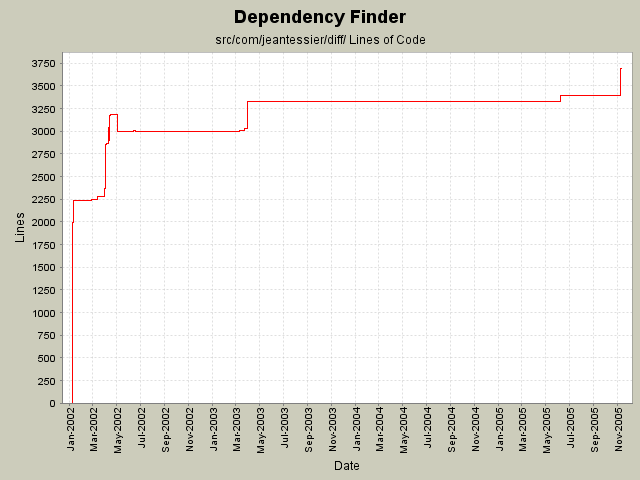 Dependency Finder
src/com/jeantessier/diff/ Lines of Code
Lines
3750
3500
3250
3000
2750
2500
2250
2000
1750
1500
1250
1000
750
500
250
0
Jan-2002
Mar-2002
May-2002
Jul-2002
Sep-2002
Nov-2002
Jan-2003
Mar-2003
May-2003
Jul-2003
Sep-2003
Nov-2003
Jan-2004
Mar-2004
May-2004
Jul-2004
Sep-2004
Nov-2004
Jan-2005
Mar-2005
May-2005
Jul-2005
Sep-2005
Nov-2005
Date